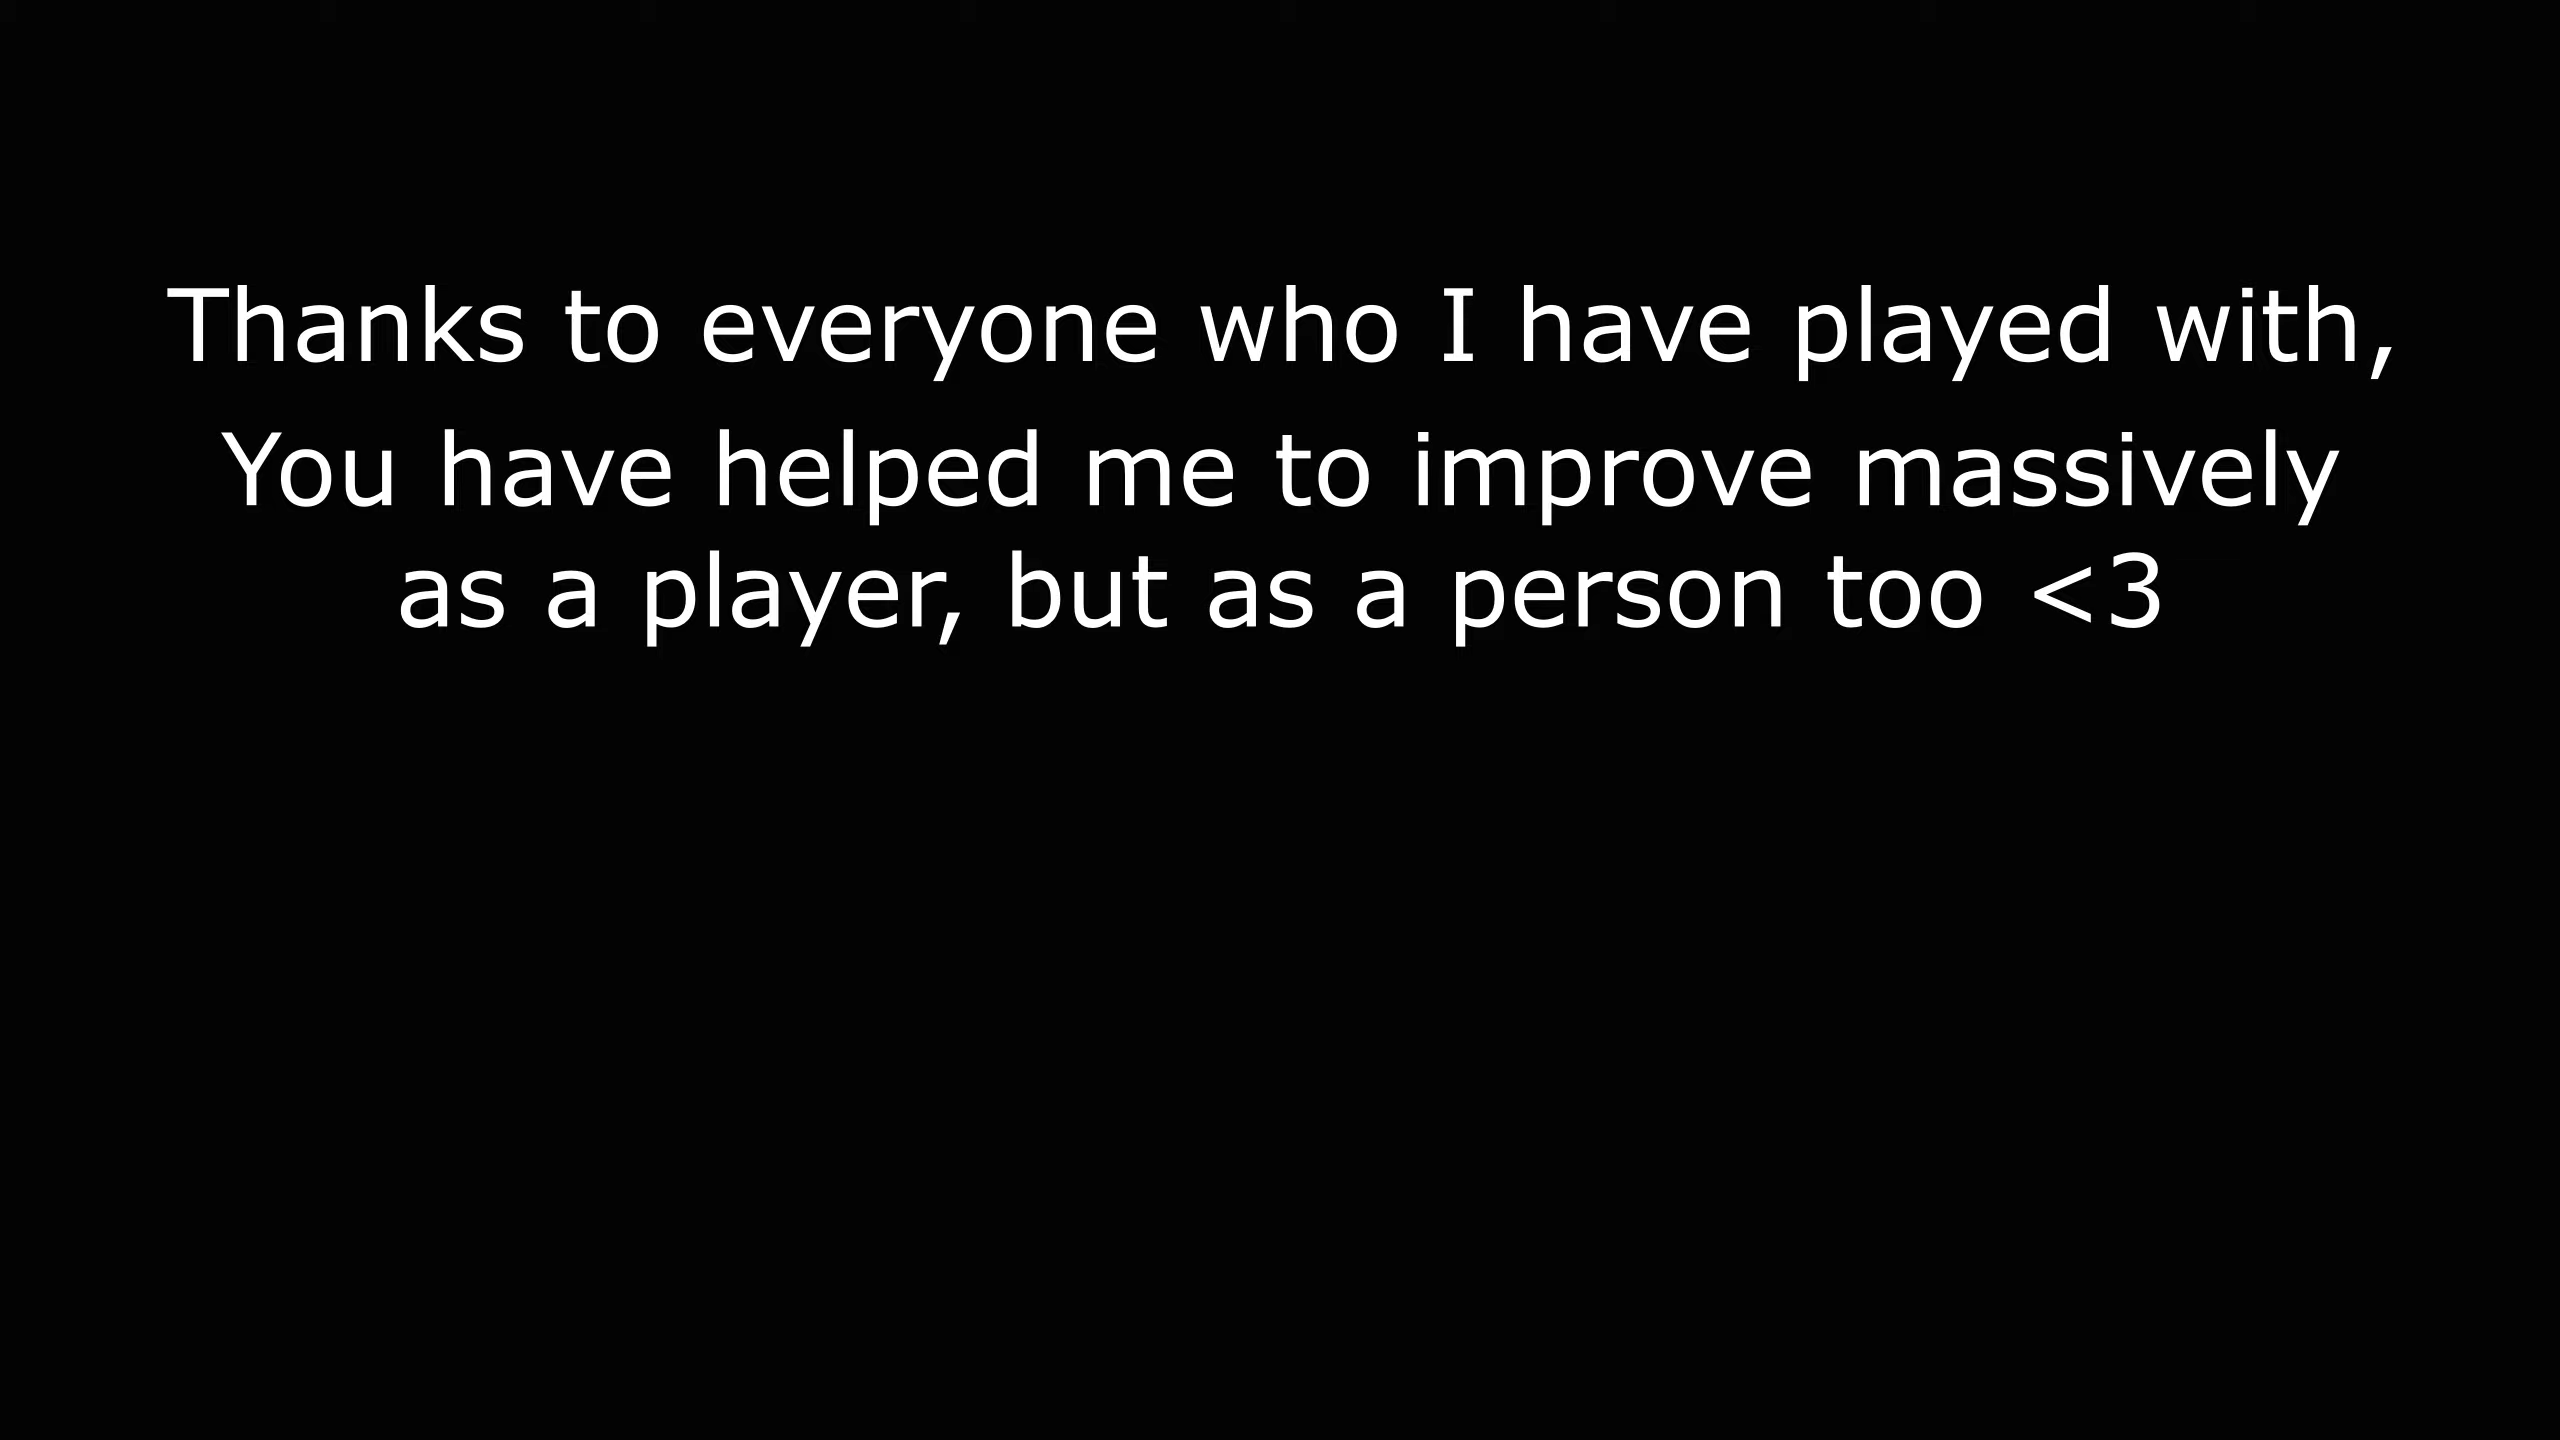 Thanks to everyone who I have played with,
You have helped me to improve massively
as a player, but as a person too <3